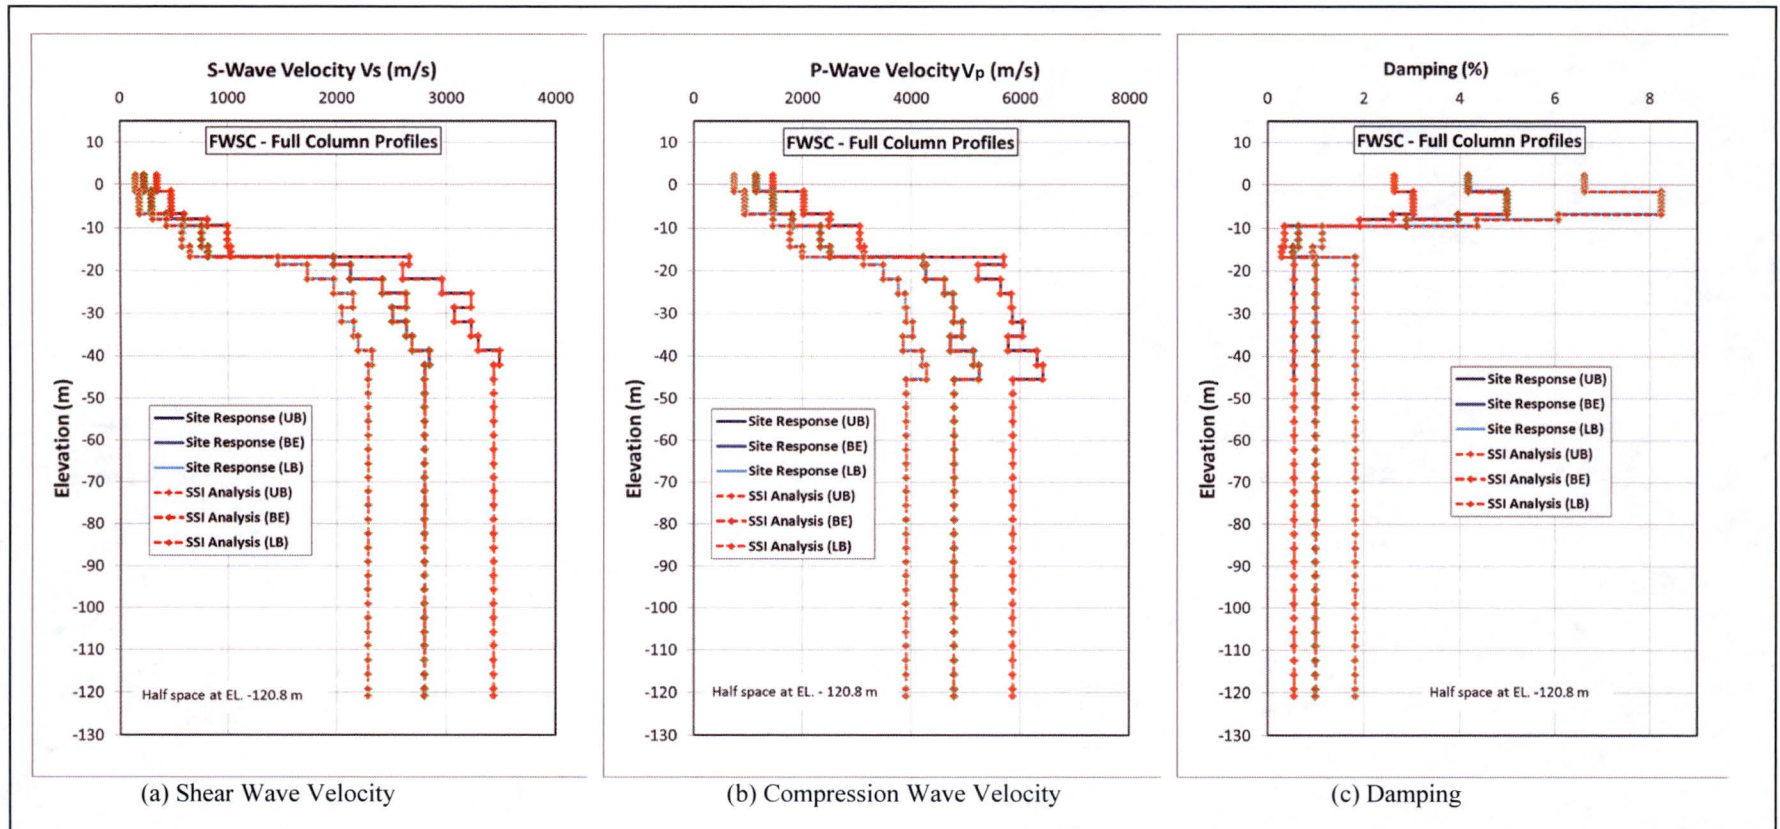 S-Wave Velocity Vs (m/s)
0 1000 2000 3000 4000
FWSC - Full Column Profiles
10
0
-10
-20
-30
-40
-50
-60
-70
-80
-90
-100
-110
-120
-130
Elevation (m)
Site Response (UB)
Site Response (BE)
Site Response (LB)
SSI Analysis (UB)
SSI Analysis (BE)
SSI Analysis (LB)
Half space at EL. -120.8 m
(a) Shear Wave Velocity
P-Wave Velocity Vp (m/s)
0 2000 4000 6000 8000
FWSC - Full Column Profiles
10
0
-10
-20
-30
-40
-50
-60
-70
-80
-90
-100
-110
-120
-130
Elevation (m)
Site Response (UB)
Site Response (BE)
Site Response (LB)
SSI Analysis (UB)
SSI Analysis (BE)
SSI Analysis (LB)
Half space at EL. - 120.8 m
(b) Compression Wave Velocity
Damping (%)
0 2 4 6 8
FWSC - Full Column Profiles
10
0
-10
-20
-30
-40
-50
-60
-70
-80
-90
-100
-110
-120
-130
Elevation (m)
Site Response (UB)
Site Response (BE)
Site Response (LB)
SSI Analysis (UB)
SSI Analysis (BE)
SSI Analysis (LB)
Half space at EL. -120.8 m
(c) Damping